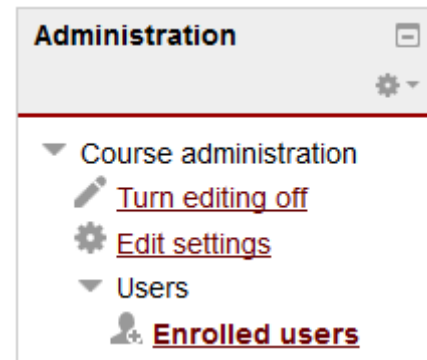 Administration
Course administration
Turn editing off
Edit settings
Users
Enrolled users